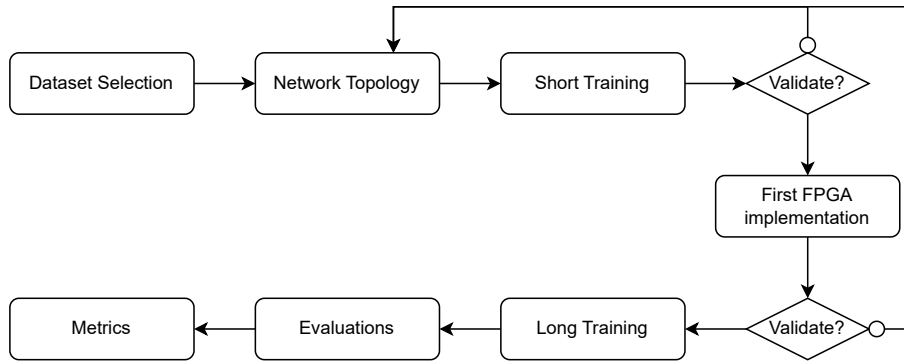 Dataset Selection
Network Topology
Short Training
Validate?
First FPGA
implementation
Validate?
Long Training
Evaluations
Metrics